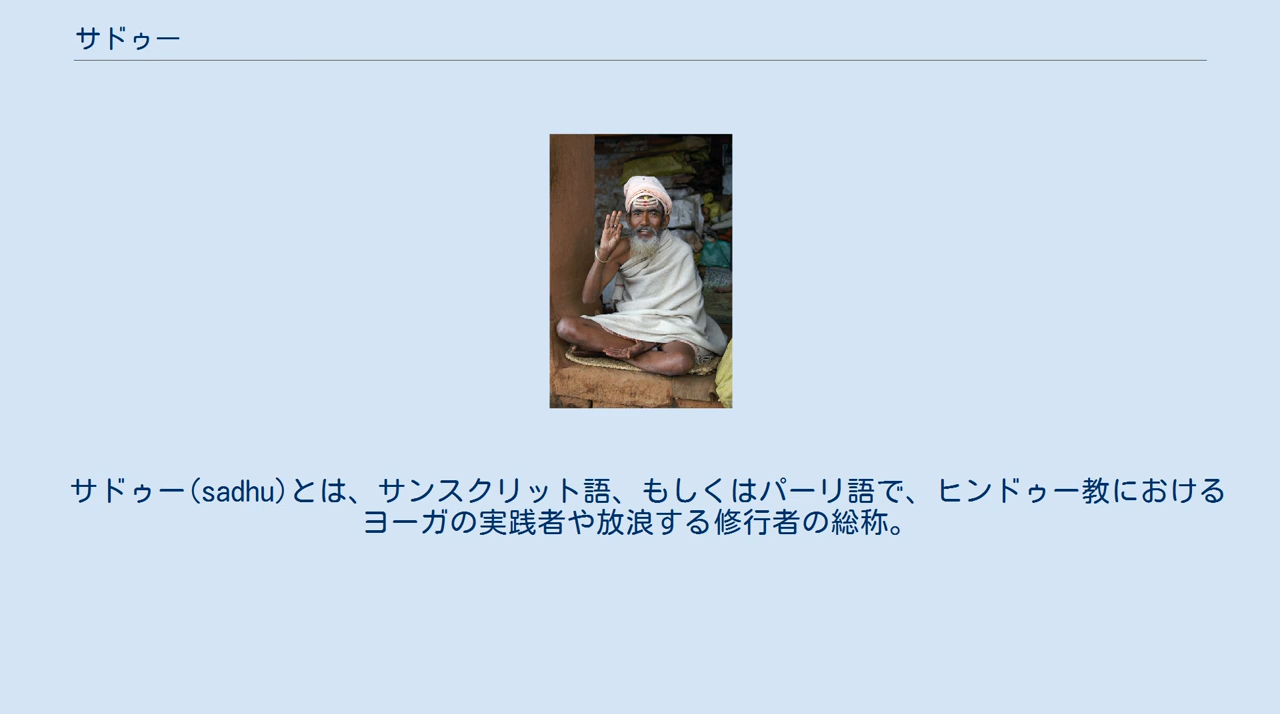 サドゥー
サドゥー(sadhu)とは、サンスクリット語、もしくはパーリ語で、ヒンドゥー教における
ヨーガの実践者や放浪する修行者の総称。